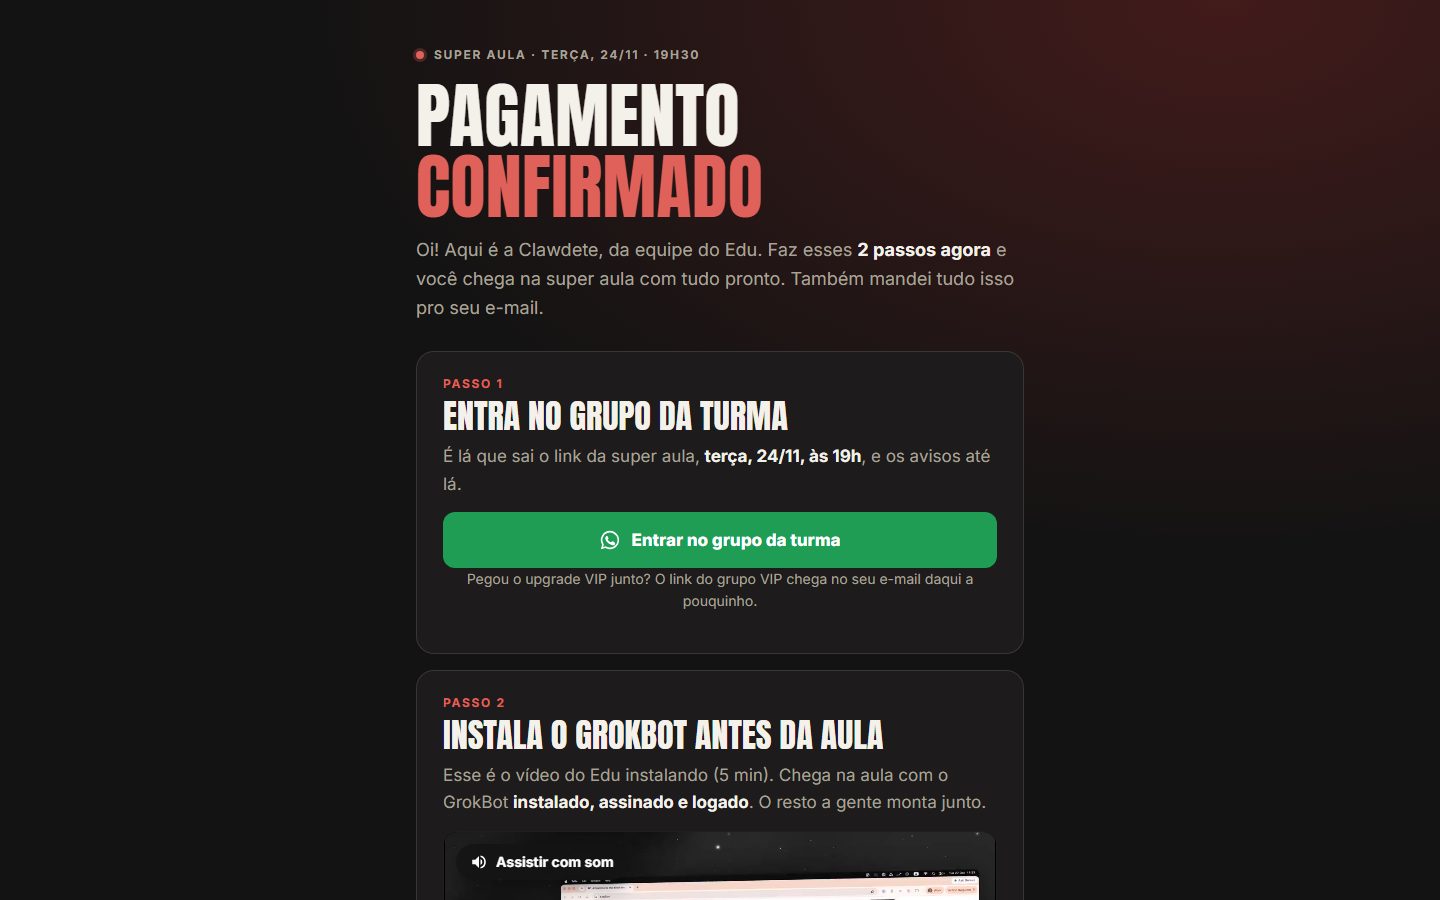 SUPER AULA · TERÇA, 24/11 · 19H30
PAGAMENTO
CONFIRMADO
Oi! Aqui é a Clawdete, da equipe do Edu. Faz esses 2 passos agora e
você chega na super aula com tudo pronto. Também mandei tudo isso
pro seu e-mail.
PASSO 1
ENTRA NO GRUPO DA TURMA
É lá que sai o link da super aula, terça, 24/11, às 19h, e os avisos até
lá.
Entrar no grupo da turma
Pegou o upgrade VIP junto? O link do grupo VIP chega no seu e-mail daqui a
pouquinho.
PASSO 2
INSTALA O GROKBOT ANTES DA AULA
Esse é o vídeo do Edu instalando (5 min). Chega na aula com o
GrokBot instalado, assinado e logado. O resto a gente monta junto.
Assistir com som